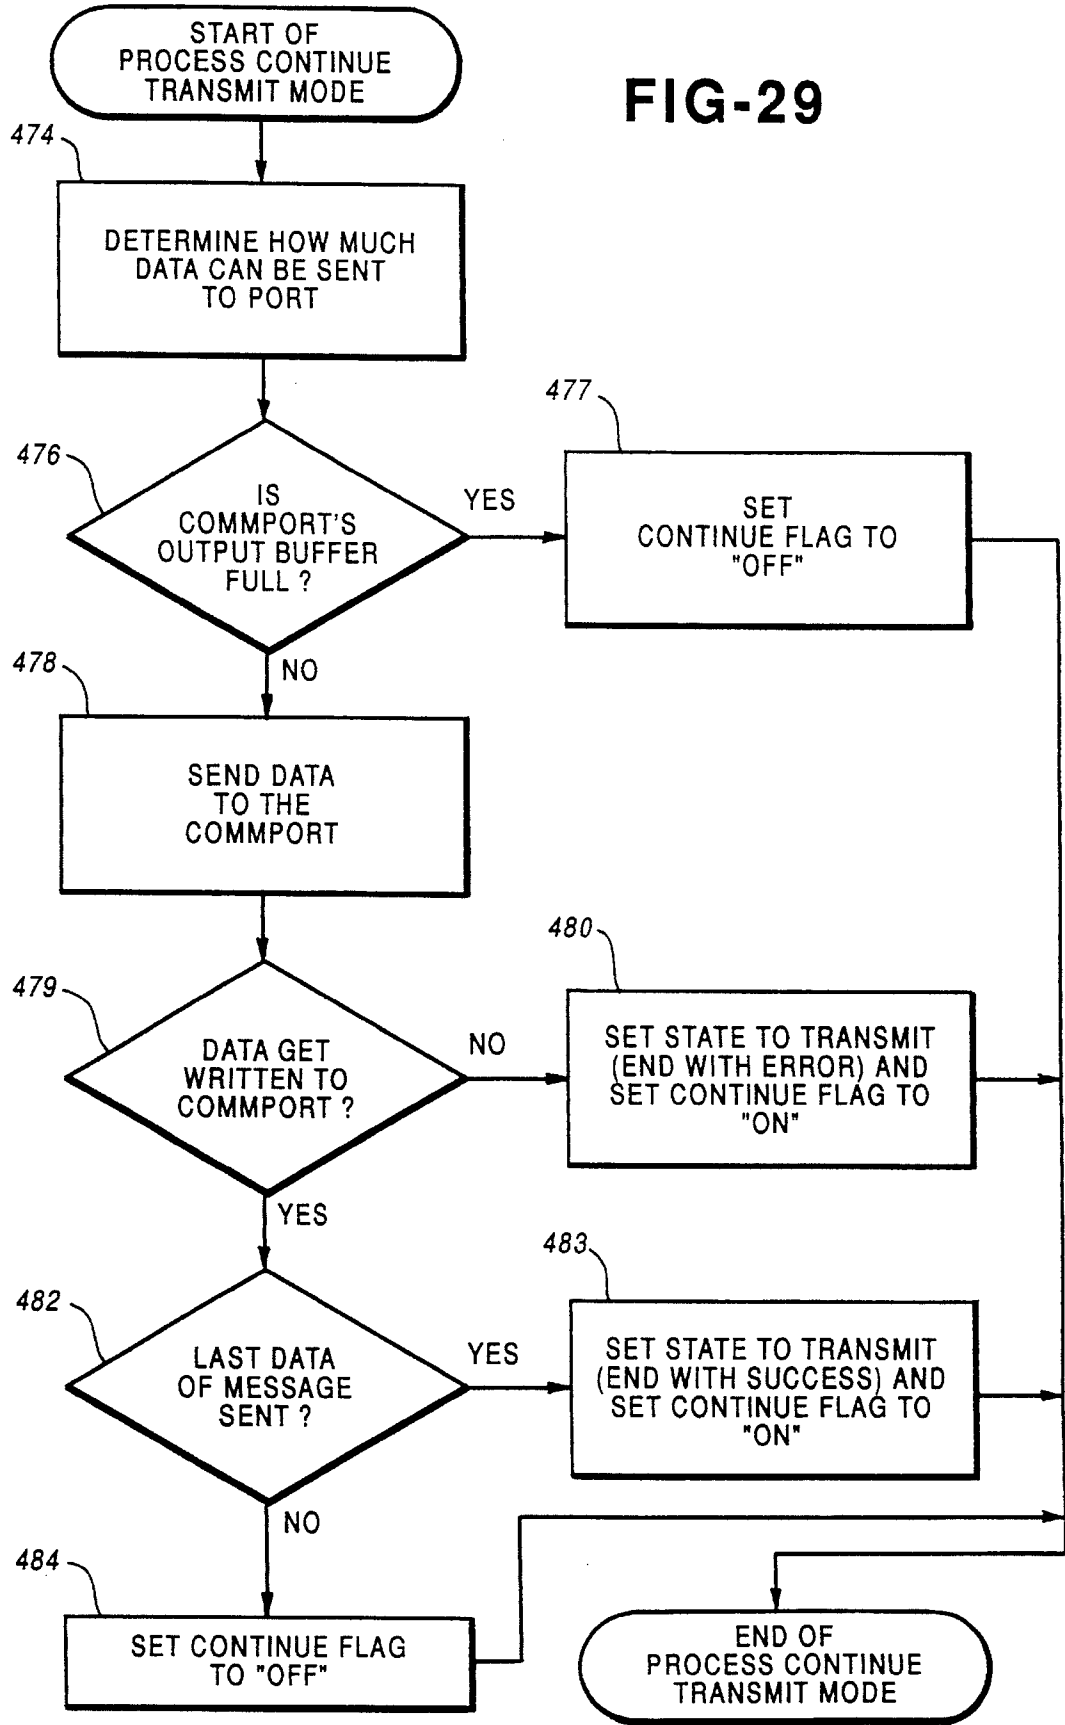 START OF
PROCESS CONTINUE
TRANSMIT MODE
FIG-29
474
DETERMINE HOW MUCH
DATA CAN BE SENT
TO PORT
476
IS
COMMPORT'S
OUTPUT BUFFER
FULL ?
YES
477
SET
CONTINUE FLAG TO
"OFF"
NO
478
SEND DATA
TO THE
COMMPORT
479
DATA GET
WRITTEN TO
COMMPORT ?
NO
480
SET STATE TO TRANSMIT
(END WITH ERROR) AND
SET CONTINUE FLAG TO
"ON"
YES
482
LAST DATA
OF MESSAGE
SENT ?
YES
483
SET STATE TO TRANSMIT
(END WITH SUCCESS) AND
SET CONTINUE FLAG TO
"ON"
NO
484
SET CONTINUE FLAG
TO "OFF"
END OF
PROCESS CONTINUE
TRANSMIT MODE